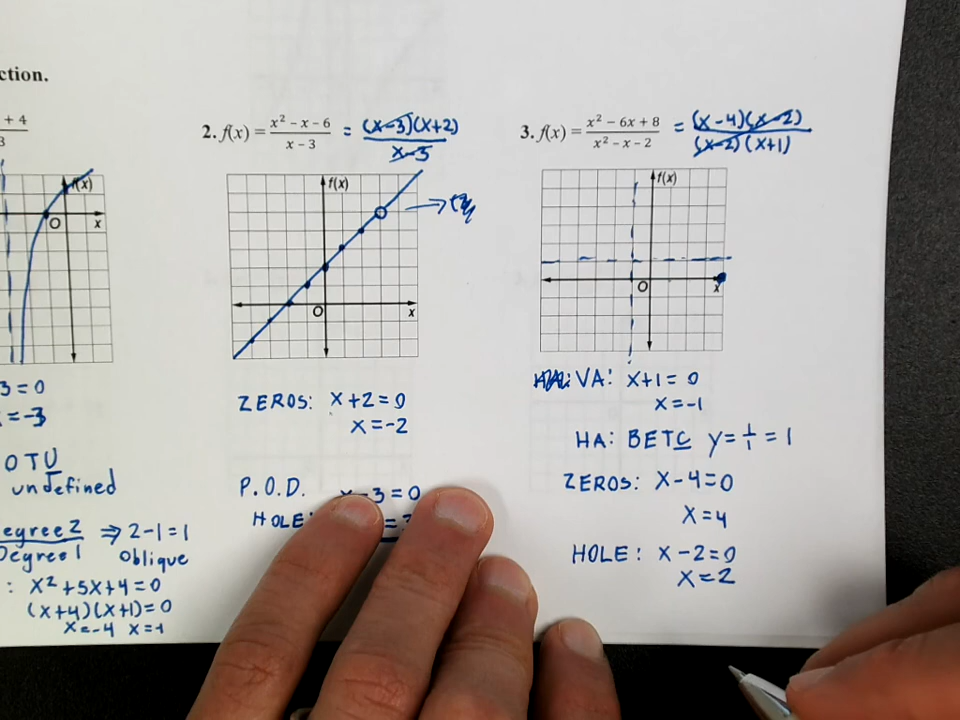 ction.
+ 4
3
f(x)
O
x
3 = 0
= -3
OTU
undefined
egree 2 ⇒ 2-1=1
Degree 1 Oblique
: x² + 5x + 4 = 0
(x+4)(x+1) = 0
x = -4 x = -1
2. f(x) = x² - x - 6 / x - 3 = (x-3)(x+2) / x-3
f(x)
O
x
ZEROS: x + 2 = 0
x = -2
P.O.D. x - 3 = 0
HOLE: = 3
3. f(x) = x² - 6x + 8 / x² - x - 2 = (x-4)(x-2) / (x-2)(x+1)
f(x)
O
x
VA: x + 1 = 0
x = -1
HA: BETC y = 1/1 = 1
ZEROS: x - 4 = 0
x = 4
HOLE: x - 2 = 0
x = 2